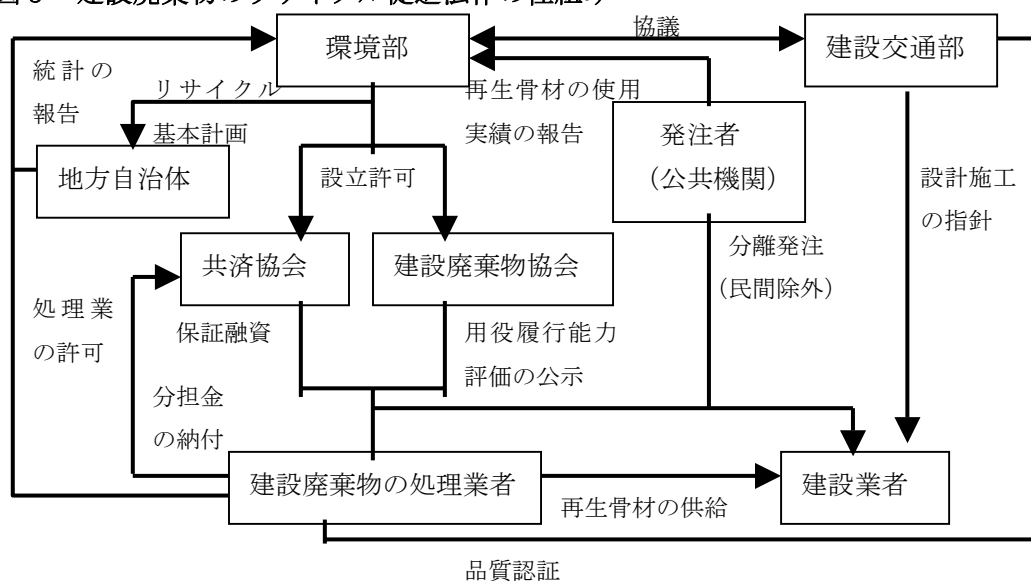 図3 建設廃棄物のリサイクル促進法律の仕組み
協議
環境部
建設交通部
統計の
報告
リサイクル
基本計画
再生骨材の使用
実績の報告
発注者
（公共機関）
地方自治体
設立許可
設計施工
の指針
共済協会
建設廃棄物協会
分離発注
（民間除外）
処理業
の許可
保証融資
用役履行能力
評価の公示
分担金
の納付
建設廃棄物の処理業者
建設業者
再生骨材の供給
品質認証